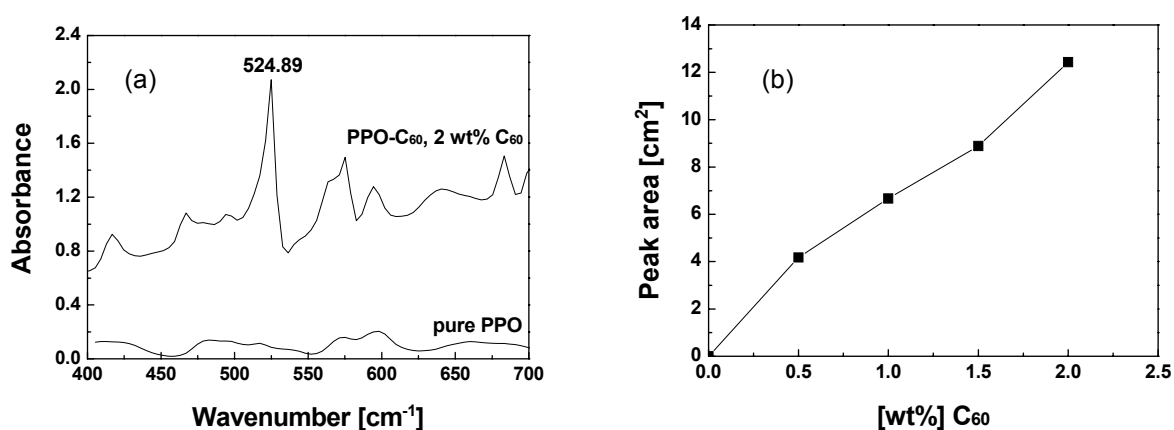 (a)
524.89
PPO-C₆₀, 2 wt% C₆₀
pure PPO
Absorbance
2.4
2.0
1.6
1.2
0.8
0.4
0.0
400 450 500 550 600 650 700
Wavenumber [cm⁻¹]
(b)
Peak area [cm²]
14
12
10
8
6
4
2
0
0.0 0.5 1.0 1.5 2.0 2.5
[wt%] C₆₀